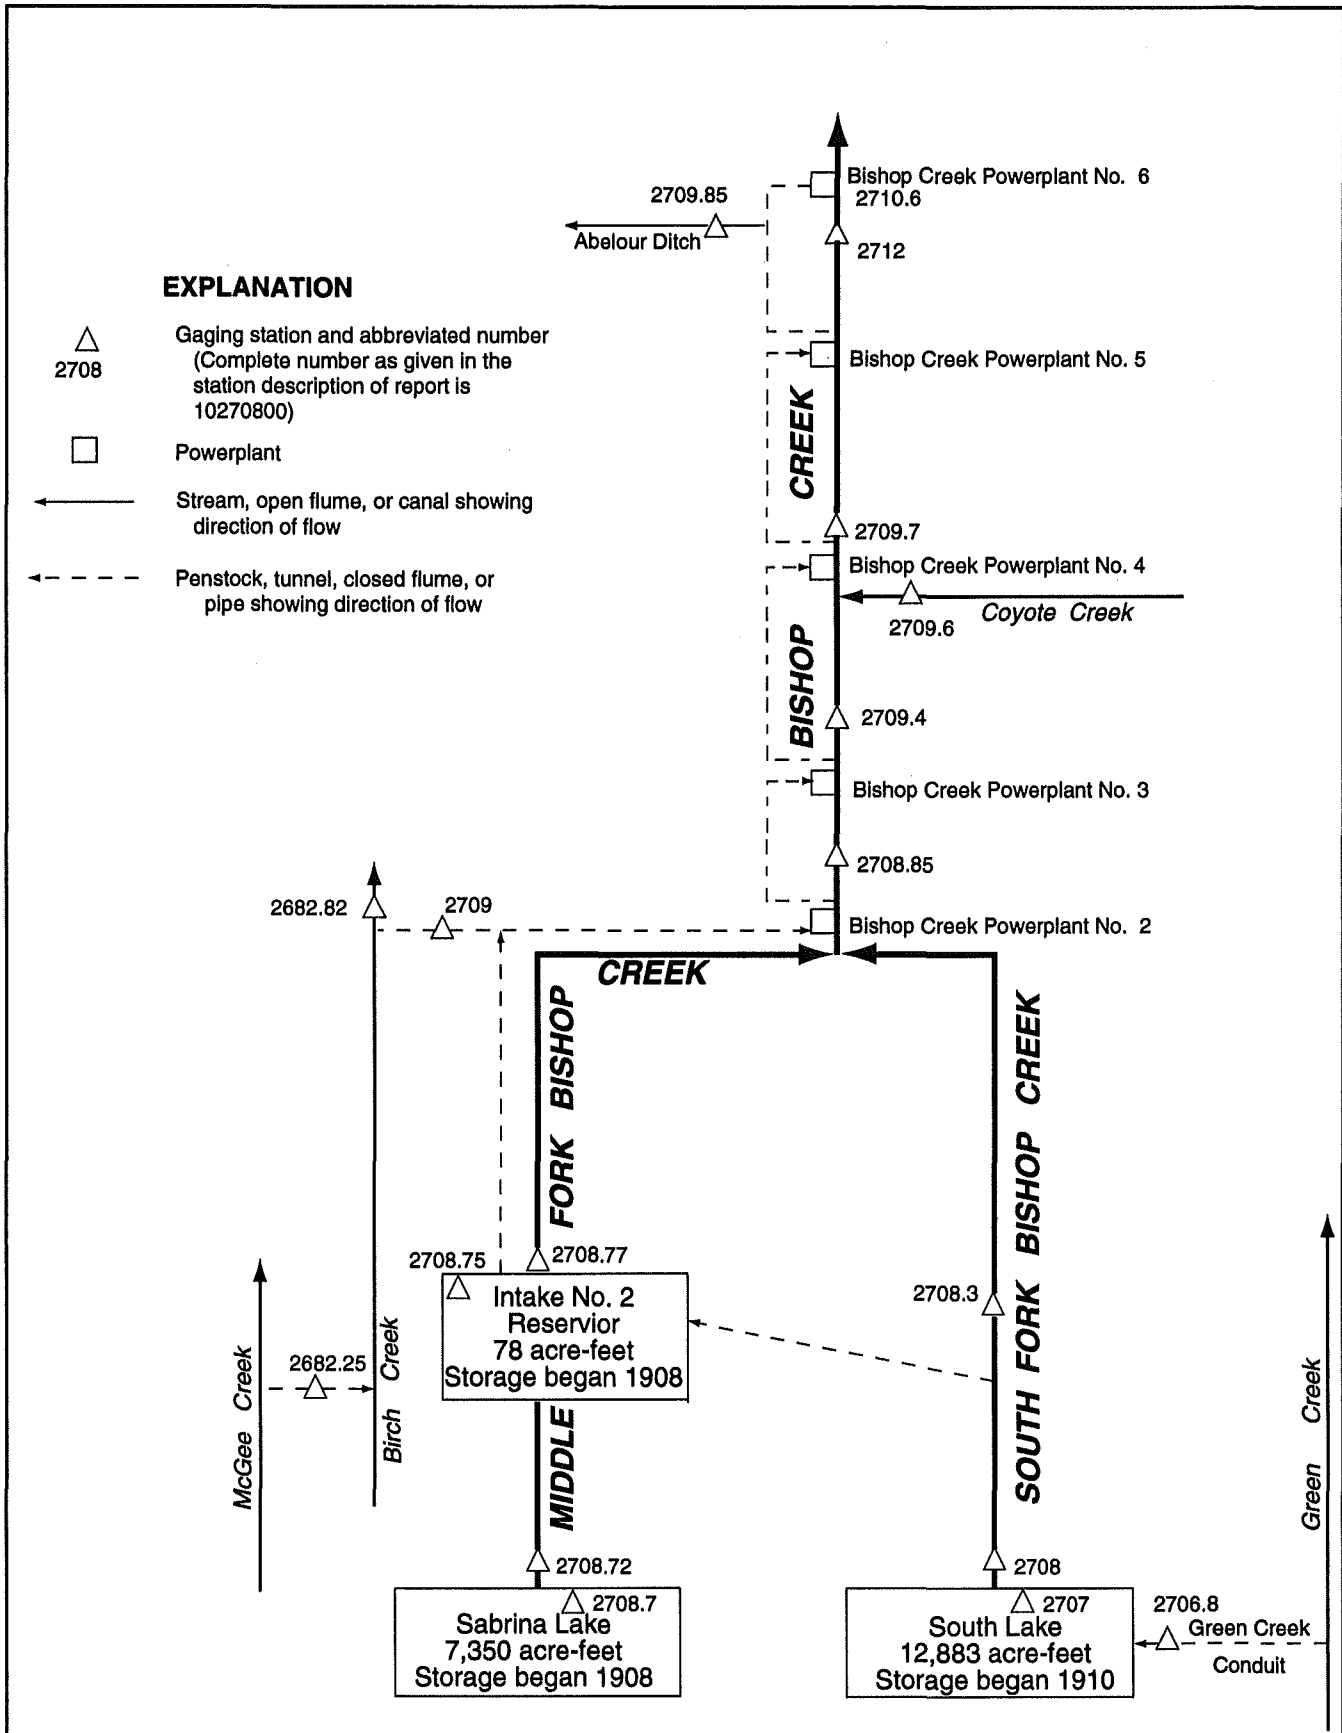 Bishop Creek Powerplant No. 6
2710.6
2709.85
Abelour Ditch
2712
EXPLANATION
Gaging station and abbreviated number
(Complete number as given in the
station description of report is
10270800)
2708
Powerplant
Stream, open flume, or canal showing
direction of flow
Penstock, tunnel, closed flume, or
pipe showing direction of flow
Bishop Creek Powerplant No. 5
CREEK
2709.7
Bishop Creek Powerplant No. 4
2709.6
Coyote Creek
BISHOP
2709.4
Bishop Creek Powerplant No. 3
2708.85
2682.82
2709
Bishop Creek Powerplant No. 2
CREEK
MIDDLE FORK BISHOP
SOUTH FORK BISHOP CREEK
2708.75
2708.77
Intake No. 2
Reservior
78 acre-feet
Storage began 1908
2708.3
2682.25
McGee Creek
Birch Creek
Green Creek
2708.72
2708.7
Sabrina Lake
7,350 acre-feet
Storage began 1908
2708
2707
South Lake
12,883 acre-feet
Storage began 1910
2706.8
Green Creek
Conduit